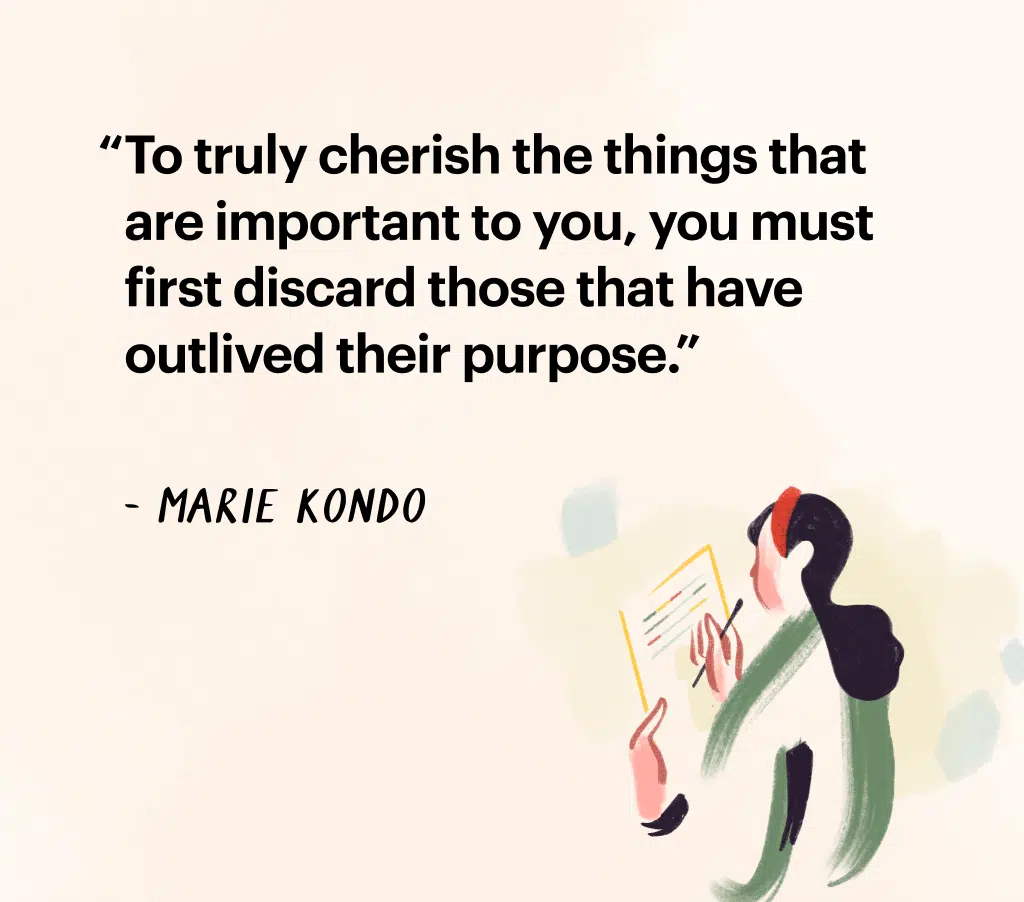 “To truly cherish the things that
are important to you, you must
first discard those that have
outlived their purpose.”
- MARIE KONDO